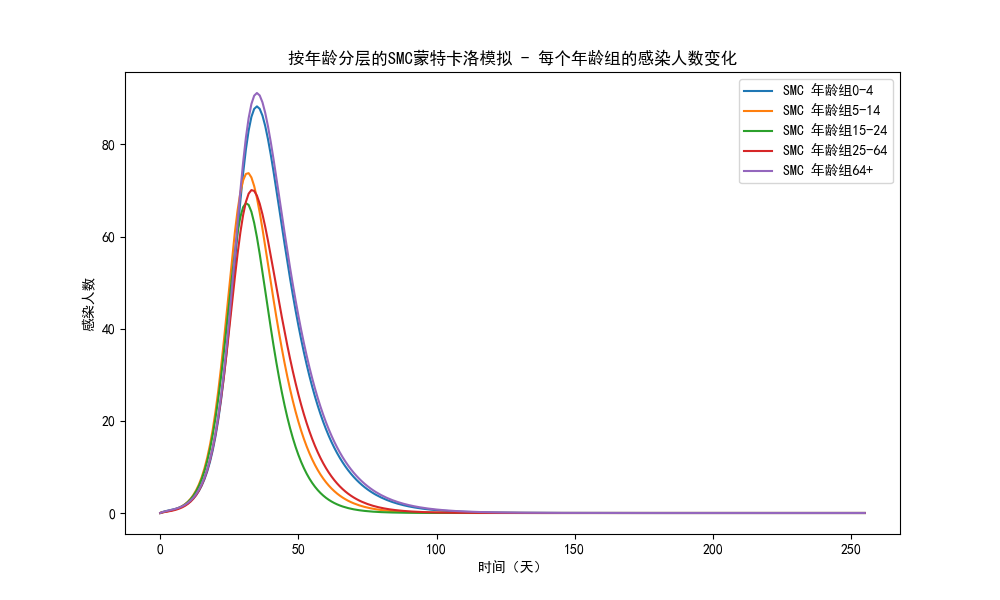 按年龄分层的SMC蒙特卡洛模拟 - 每个年龄组的感染人数变化
SMC 年龄组0-4
SMC 年龄组5-14
SMC 年龄组15-24
SMC 年龄组25-64
SMC 年龄组64+
感染人数
80
60
40
20
0
0 50 100 150 200 250
时间（天）